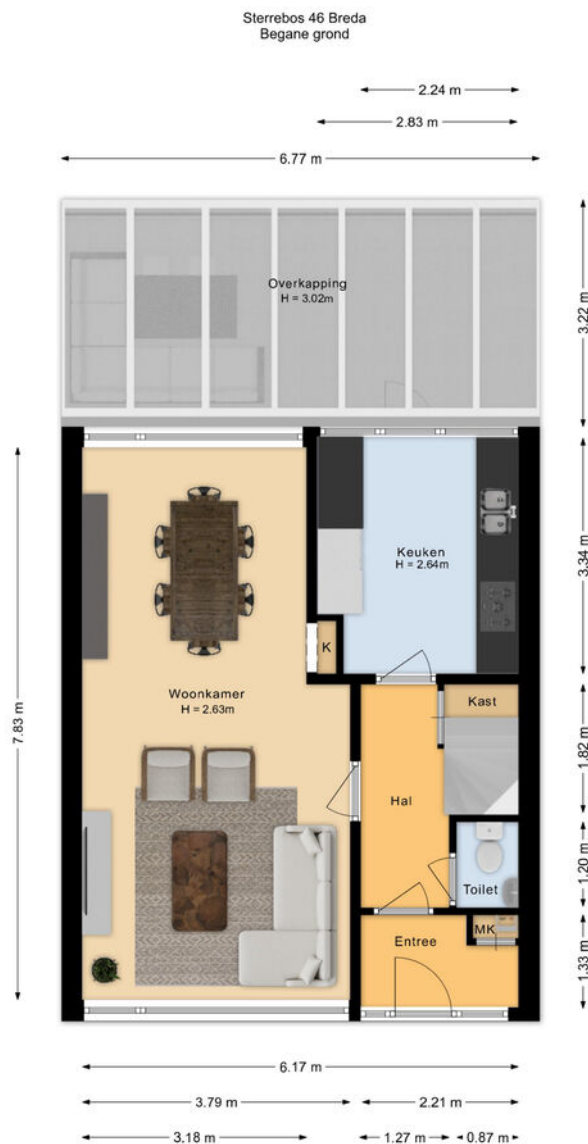 Sterrebos 46 Breda
Begane grond
2.24 m
2.83 m
6.77 m
3.22 m
Overkapping
H = 3.02m
3.34 m
Keuken
H = 2.64m
K
7.83 m
Woonkamer
H = 2.63m
Kast
1.82 m
Hal
1.20 m
Toilet
MK
Entree
1.33 m
6.17 m
3.79 m
2.21 m
3.18 m
1.27 m
0.87 m